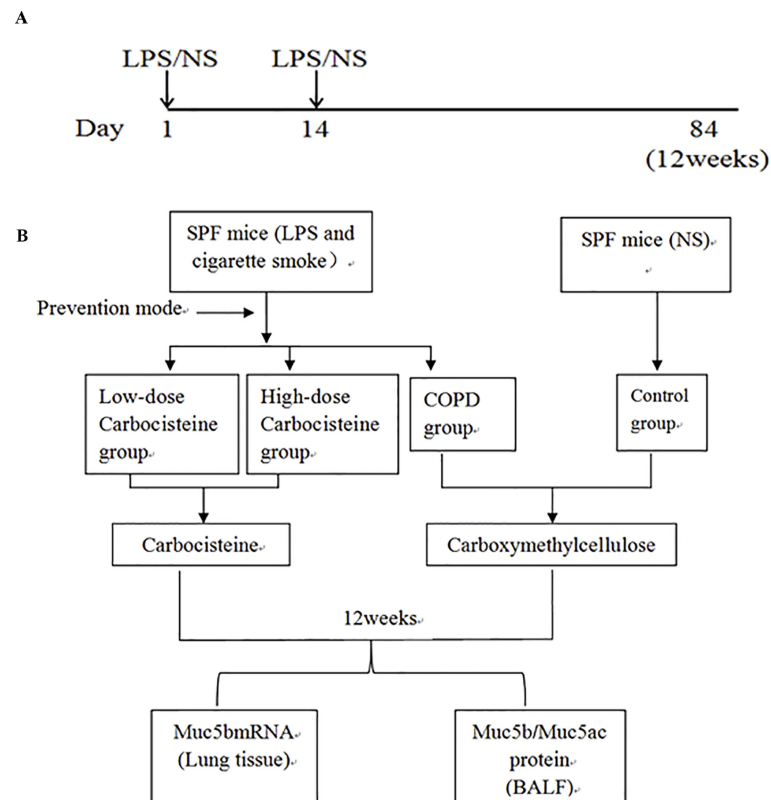 A
LPS/NS LPS/NS
Day 1 14 84
(12weeks)
B
SPF mice (LPS and
cigarette smoke）
SPF mice (NS)
Prevention mode
Low-dose
Carbocisteine
group
High-dose
Carbocisteine
group
COPD
group
Control
group
Carbocisteine
Carboxymethylcellulose
12weeks
Muc5bmRNA
(Lung tissue)
Muc5b/Muc5ac
protein
(BALF)